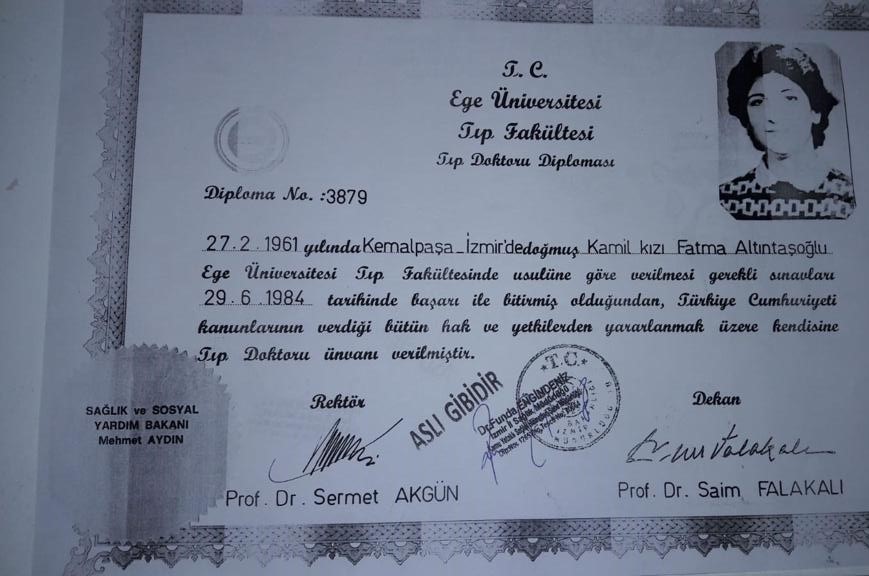 T. C.
Ege Üniversitesi
Tıp Fakültesi
Tıp Doktoru Diploması
Diploma No. :3879
27.2.1961 yılında Kemalpaşa-İzmir'de doğmuş Kamil kızı Fatma Altıntaşoğlu
Ege Üniversitesi Tıp Fakültesinde usulüne göre verilmesi gerekli sınavları
29.6.1984 tarihinde başarı ile bitirmiş olduğundan, Türkiye Cumhuriyeti
kanunlarının verdiği bütün hak ve yetkilerden yararlanmak üzere kendisine
Tıp Doktoru ünvanı verilmiştir.
SAĞLIK ve SOSYAL
YARDIM BAKANI
Mehmet AYDIN
Rektör
Prof. Dr. Sermet AKGÜN
ASLI GİBİDİR
Dr. Funda ENGİNDENİZ
İzmir İl Sağlık Müdürlüğü
T.C.
Dekan
Prof. Dr. Saim FALAKALI